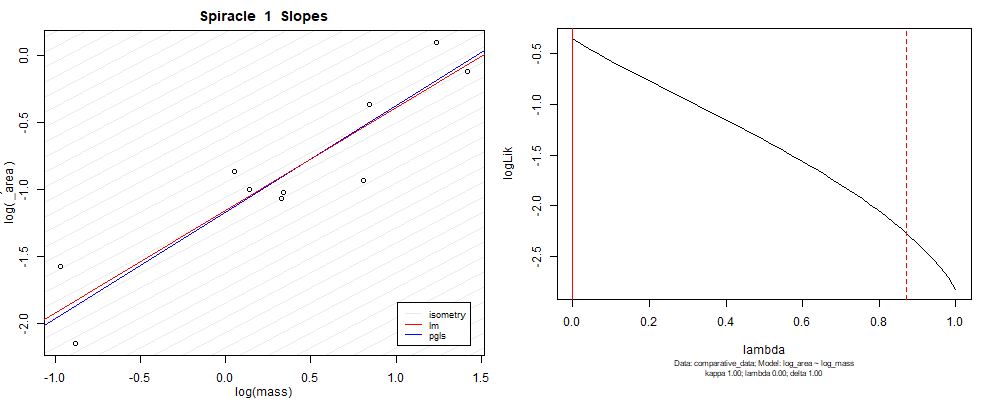 Spiracle 1 Slopes
0.0
-0.5
-1.0
-1.5
-2.0
log(_area)
-1.0 -0.5 0.0 0.5 1.0 1.5
log(mass)
isometry
lm
pgls
-0.5
-1.0
-1.5
-2.0
-2.5
logLik
0.0 0.2 0.4 0.6 0.8 1.0
lambda
Data: comparative_data; Model: log_area ~ log_mass
kappa 1.00; lambda 0.00; delta 1.00